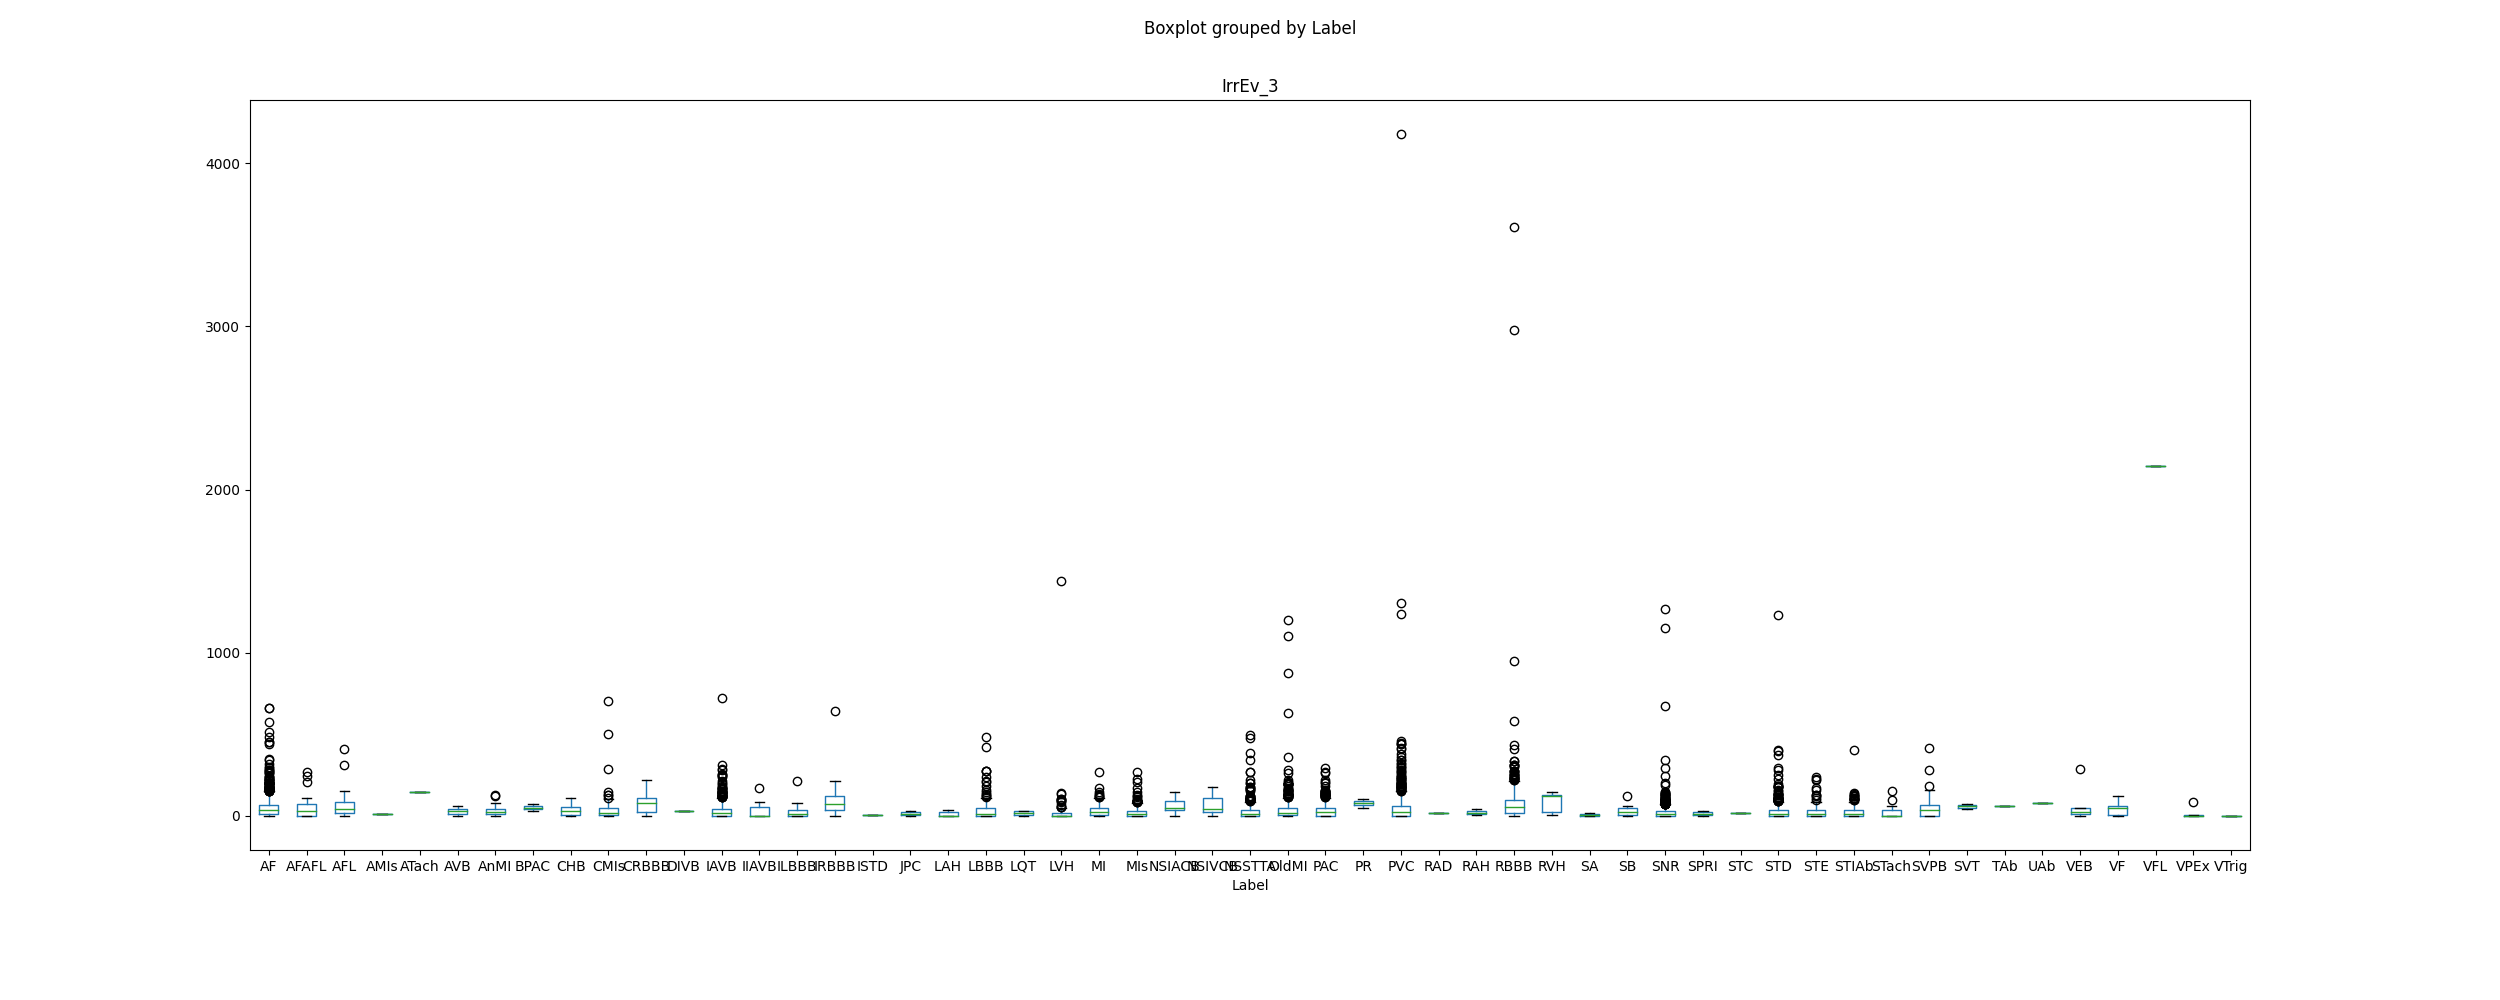 Boxplot grouped by Label
IrrEv_3
4000
3000
2000
1000
0
AF AFAFL AFL AMIs ATach AVB AnMI BPAC CHB CMIs CRBBB DIVB IAVB IIAVB ILBBB IRBBB ISTD JPC LAH LBBB LQT LVH MI MIs NSIACB NSIVCB NSSTTA OldMI PAC PR PVC RAD RAH RBBB RVH SA SB SNR SPRI STC STD STE STIAb STach SVPB SVT TAb UAb VEB VF VFL VPEx VTrig
Label